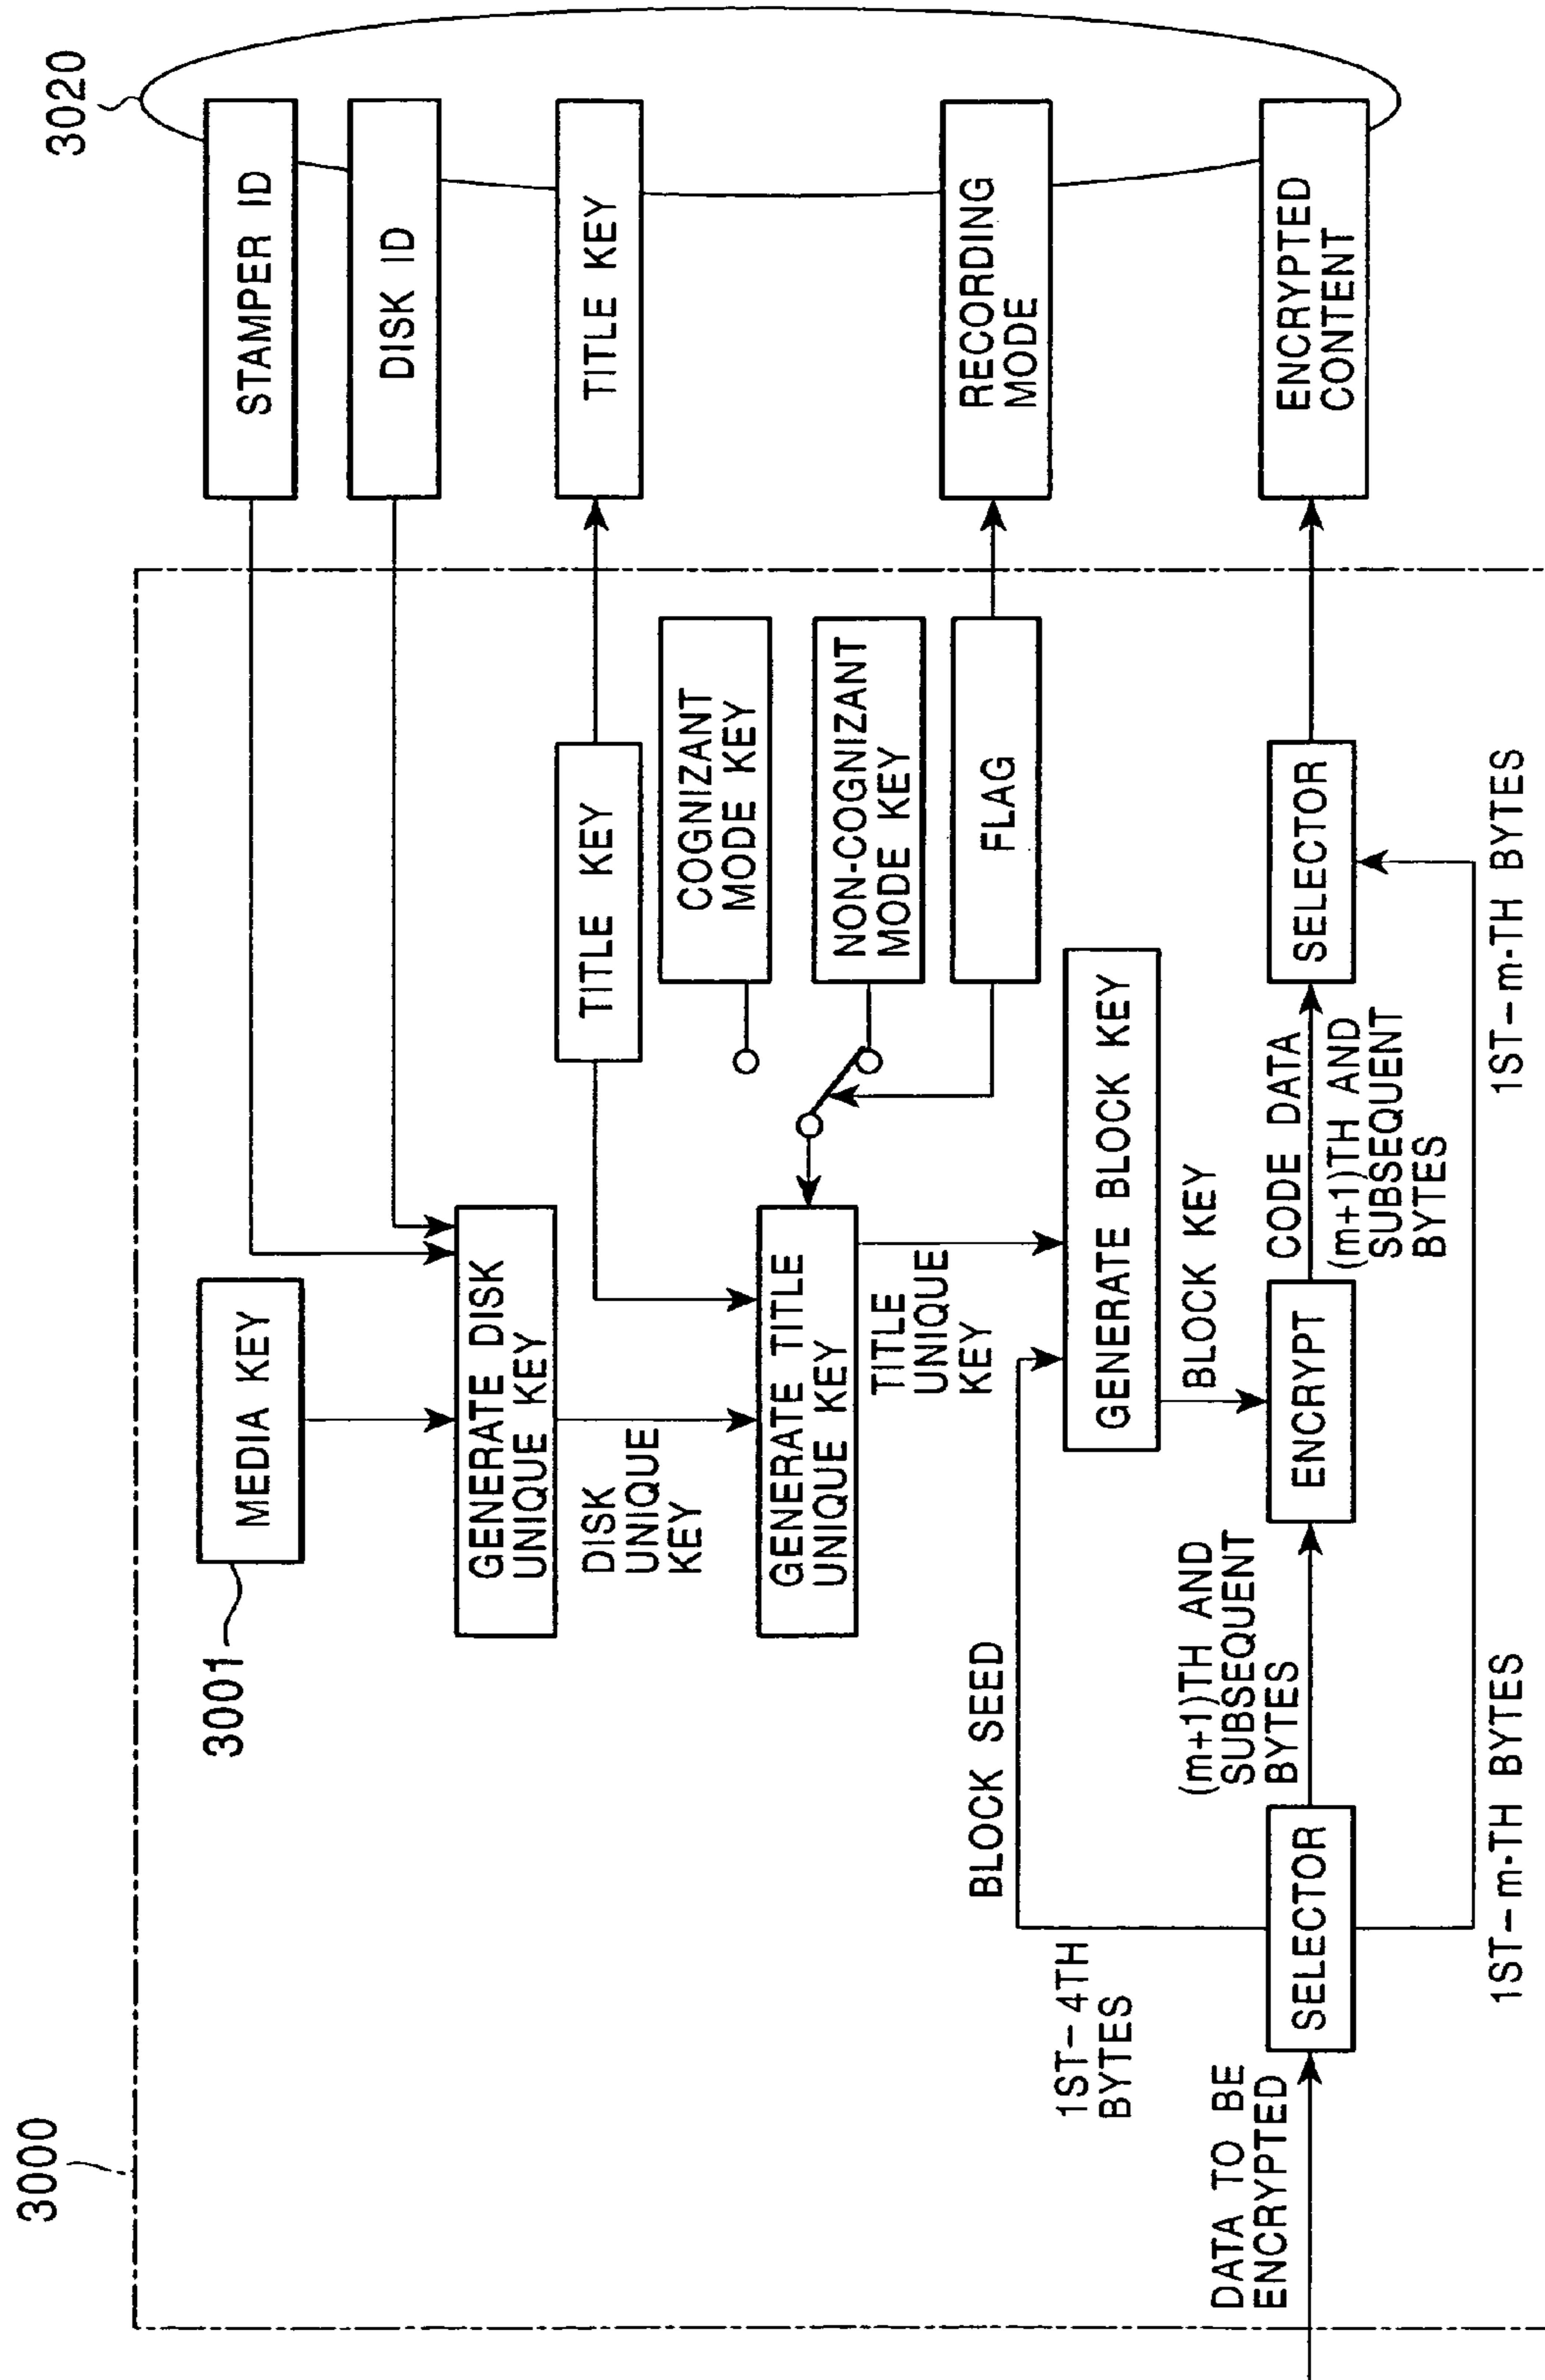 3000
3020
3001
MEDIA KEY
STAMPER ID
DISK ID
GENERATE DISK
UNIQUE KEY
DISK
UNIQUE
KEY
TITLE KEY
TITLE KEY
GENERATE TITLE
UNIQUE KEY
COGNIZANT
MODE KEY
NON-COGNIZANT
MODE KEY
TITLE
UNIQUE
KEY
FLAG
RECORDING
MODE
BLOCK SEED
1ST-4TH
BYTES
GENERATE BLOCK KEY
BLOCK KEY
DATA TO BE
ENCRYPTED
SELECTOR
(m+1)TH AND
SUBSEQUENT
BYTES
ENCRYPT
CODE DATA
(m+1)TH AND
SUBSEQUENT
BYTES
SELECTOR
ENCRYPTED
CONTENT
1ST-m-TH BYTES
1ST-m-TH BYTES